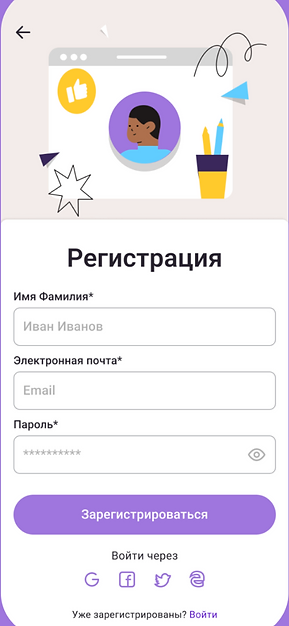 Регистрация
Имя Фамилия*
Иван Иванов
Электронная почта*
Email
Пароль*
**********
Зарегистрироваться
Войти через
Уже зарегистрированы? Войти